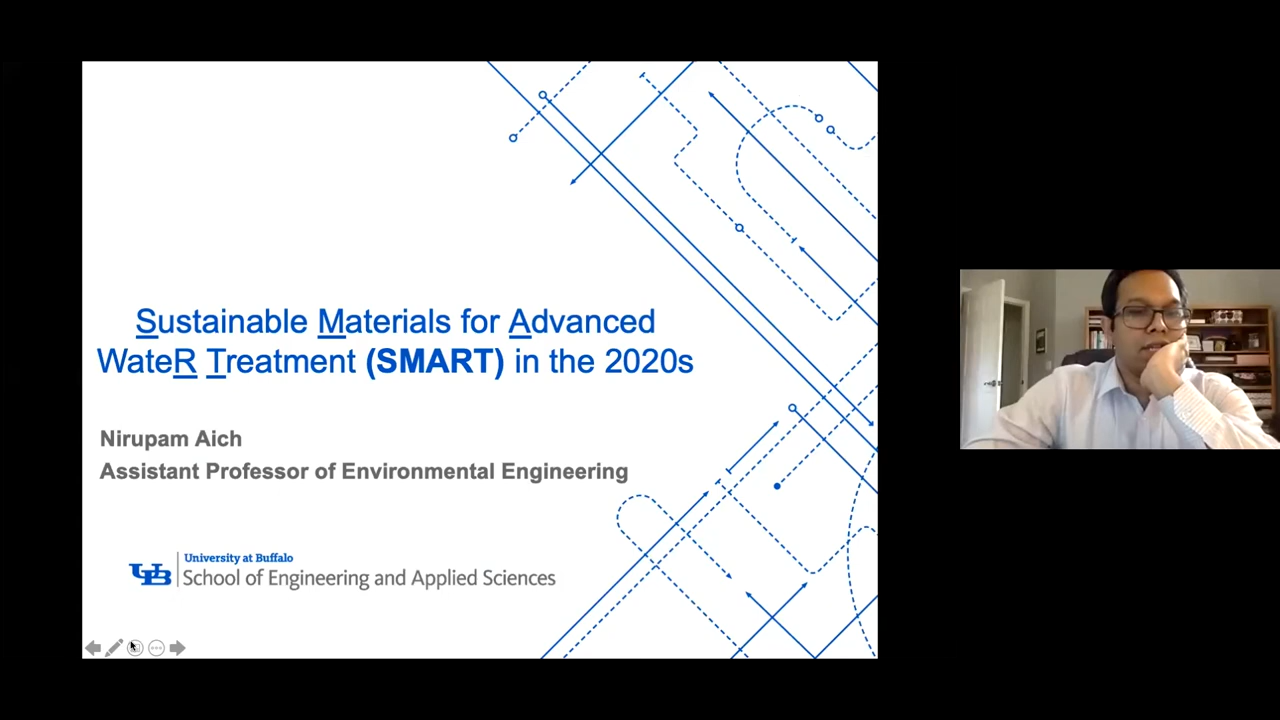 Sustainable Materials for Advanced
WateR Treatment (SMART) in the 2020s
Nirupam Aich
Assistant Professor of Environmental Engineering
UB
University at Buffalo
School of Engineering and Applied Sciences